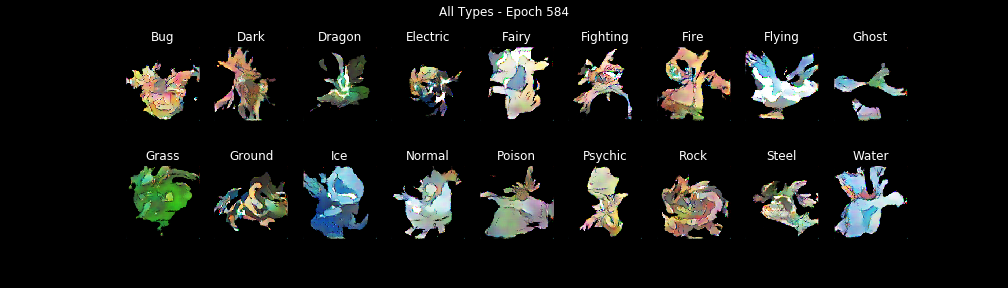 All Types - Epoch 584
Bug Dark Dragon Electric Fairy Fighting Fire Flying Ghost
Grass Ground Ice Normal Poison Psychic Rock Steel Water